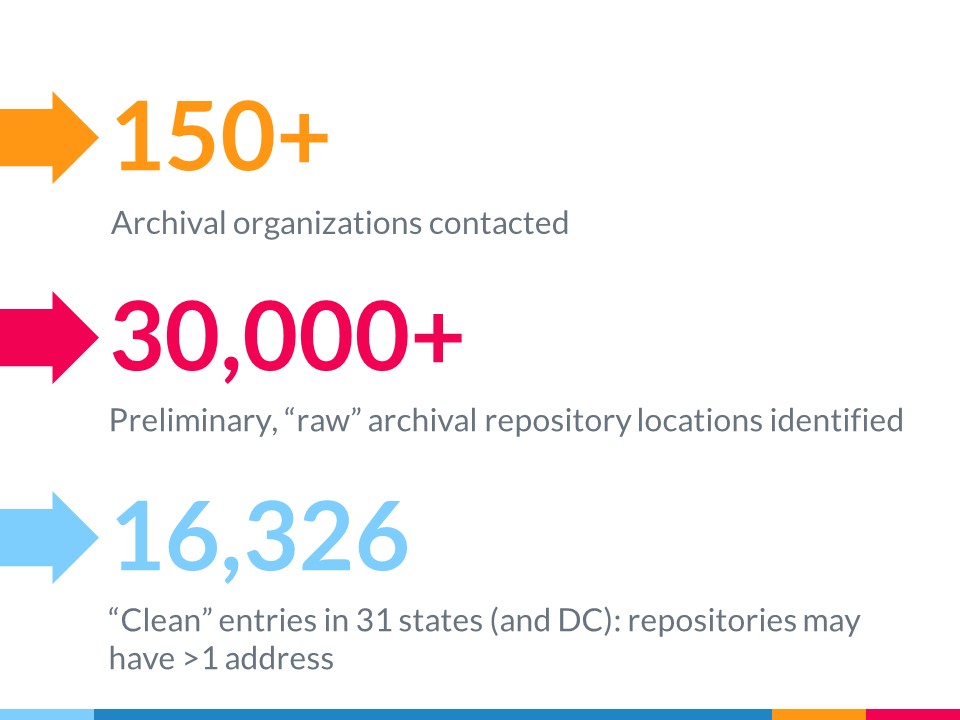 150+
Archival organizations contacted
30,000+
Preliminary, “raw” archival repository locations identified
16,326
“Clean” entries in 31 states (and DC): repositories may
have >1 address